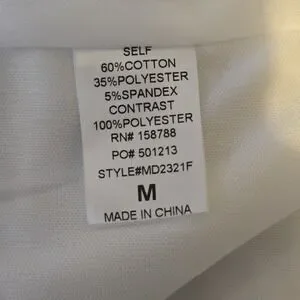 SELF
60%COTTON
35%POLYESTER
5%SPANDEX
CONTRAST
100%POLYESTER
RN# 158788
PO# 501213
STYLE#MD2321F
M
MADE IN CHINA